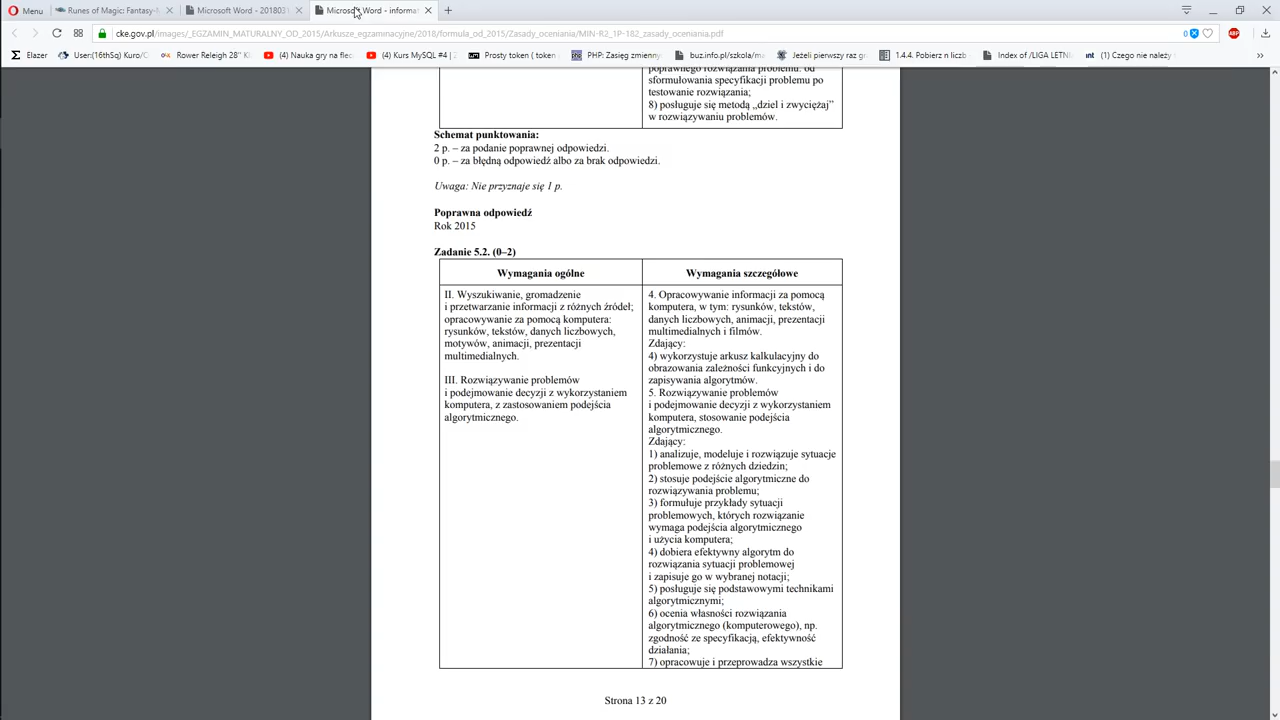 Menu
Runes of Magic: Fantasy-M
Microsoft Word - 201803
Microsoft Word - informat
cke.gov.pl/images/_EGZAMIN_MATURALNY_OD_2015/Arkusze_egzaminacyjne/2018/formula_od_2015/Zasady_oceniania/MIN-R2_1P-182_zasady_oceniania.pdf
0
ABP
Elazer
User:(16thSq) Kuro/C
Rower Releigh 28'' Kl
(4) Nauka gry na flec
(4) Kurs MySQL #4 |
Prosty token ( token
PHP: Zasięg zmienny
buz.info.pl/szkola/ma
Jeżeli pierwszy raz gr
1.4.4. Pobierz n liczb
Index of /LIGA LETNI
(1) Czego nie należy
poprawnego rozwiązania problemu: od
sformułowania specyfikacji problemu po
testowanie rozwiązania;
8) posługuje się metodą „dziel i zwyciężaj”
w rozwiązywaniu problemów.
Schemat punktowania:
2 p. – za podanie poprawnej odpowiedzi.
0 p. – za błędną odpowiedź albo za brak odpowiedzi.
Uwaga: Nie przyznaje się 1 p.
Poprawna odpowiedź
Rok 2015
Zadanie 5.2. (0–2)
Wymagania ogólne
II. Wyszukiwanie, gromadzenie
i przetwarzanie informacji z różnych źródeł;
opracowywanie za pomocą komputera:
rysunków, tekstów, danych liczbowych,
motywów, animacji, prezentacji
multimedialnych.
III. Rozwiązywanie problemów
i podejmowanie decyzji z wykorzystaniem
komputera, z zastosowaniem podejścia
algorytmicznego.
Wymagania szczegółowe
4. Opracowywanie informacji za pomocą
komputera, w tym: rysunków, tekstów,
danych liczbowych, animacji, prezentacji
multimedialnych i filmów.
Zdający:
4) wykorzystuje arkusz kalkulacyjny do
obrazowania zależności funkcyjnych i do
zapisywania algorytmów.
5. Rozwiązywanie problemów
i podejmowanie decyzji z wykorzystaniem
komputera, stosowanie podejścia
algorytmicznego.
Zdający:
1) analizuje, modeluje i rozwiązuje sytuacje
problemowe z różnych dziedzin;
2) stosuje podejście algorytmiczne do
rozwiązywania problemu;
3) formułuje przykłady sytuacji
problemowych, których rozwiązanie
wymaga podejścia algorytmicznego
i użycia komputera;
4) dobiera efektywny algorytm do
rozwiązania sytuacji problemowej
i zapisuje go w wybranej notacji;
5) posługuje się podstawowymi technikami
algorytmicznymi;
6) ocenia własności rozwiązania
algorytmicznego (komputerowego), np.
zgodność ze specyfikacją, efektywność
działania;
7) opracowuje i przeprowadza wszystkie
Strona 13 z 20